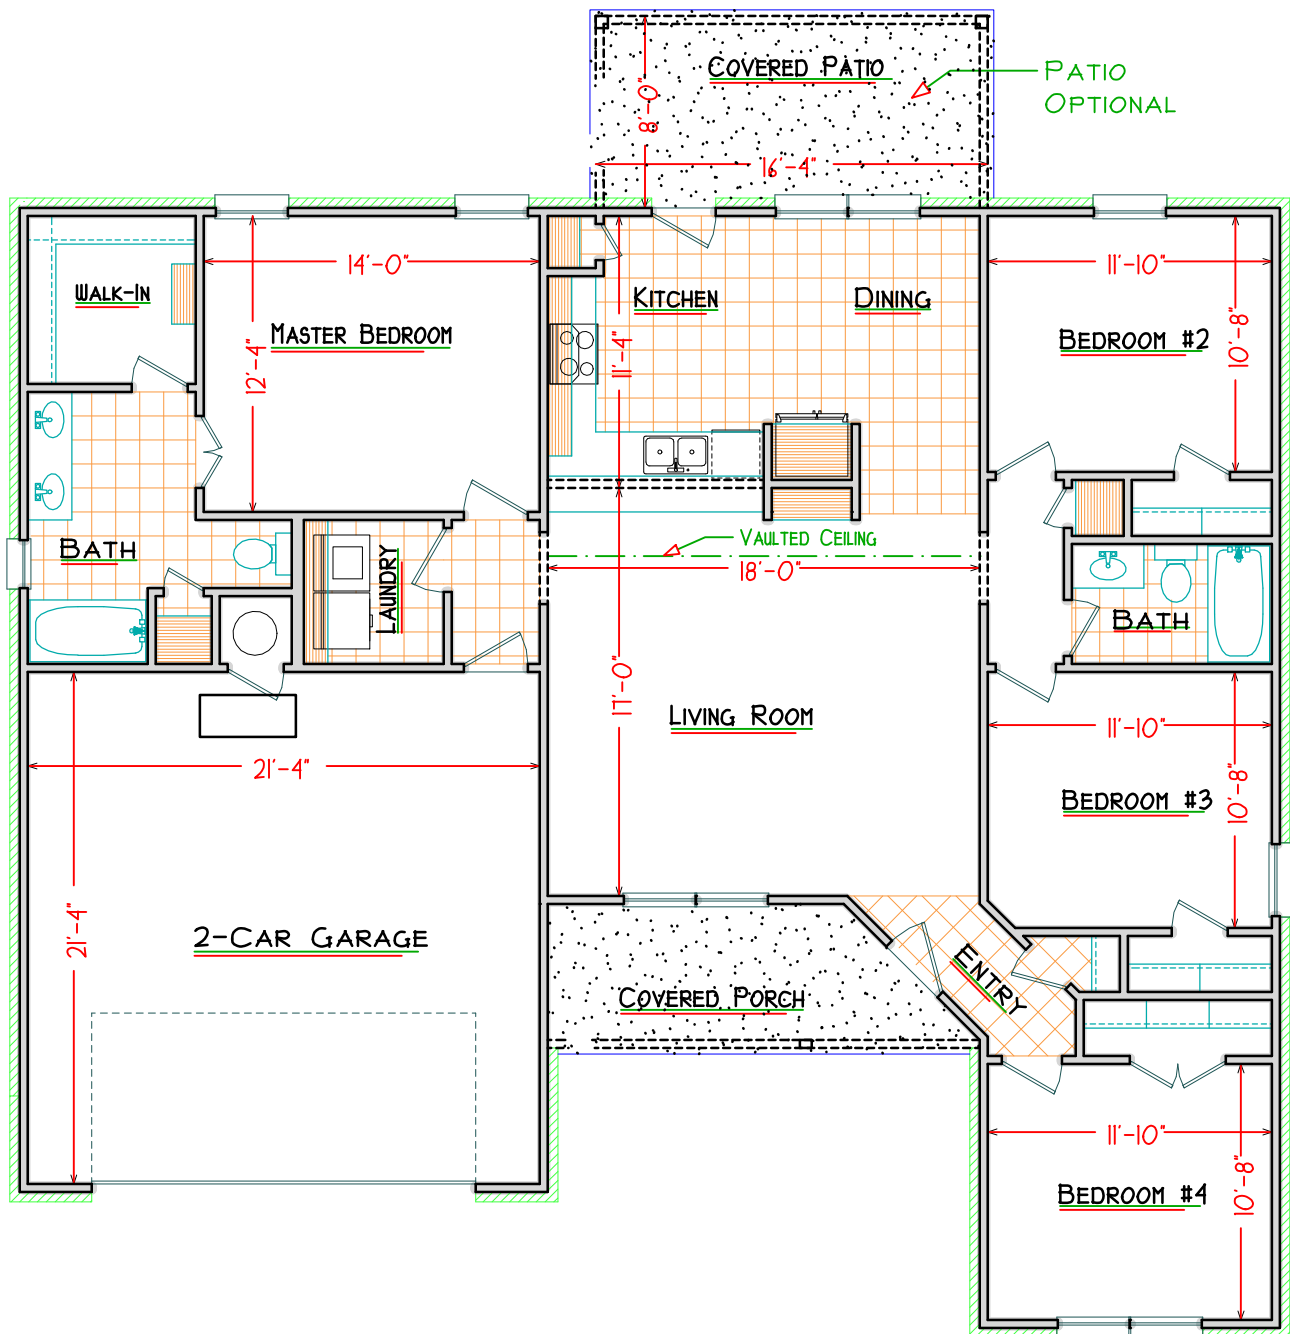 COVERED PATIO
PATIO
OPTIONAL
8'-0"
16'-4"
14'-0"
11'-10"
WALK-IN
KITCHEN
DINING
MASTER BEDROOM
BEDROOM #2
12'-4"
11'-4"
10'-8"
VAULTED CEILING
BATH
LAUNDRY
18'-0"
BATH
17'-0"
LIVING ROOM
11'-10"
21'-4"
BEDROOM #3
10'-8"
21'-4"
2-CAR GARAGE
ENTRY
COVERED PORCH
11'-10"
BEDROOM #4
10'-8"